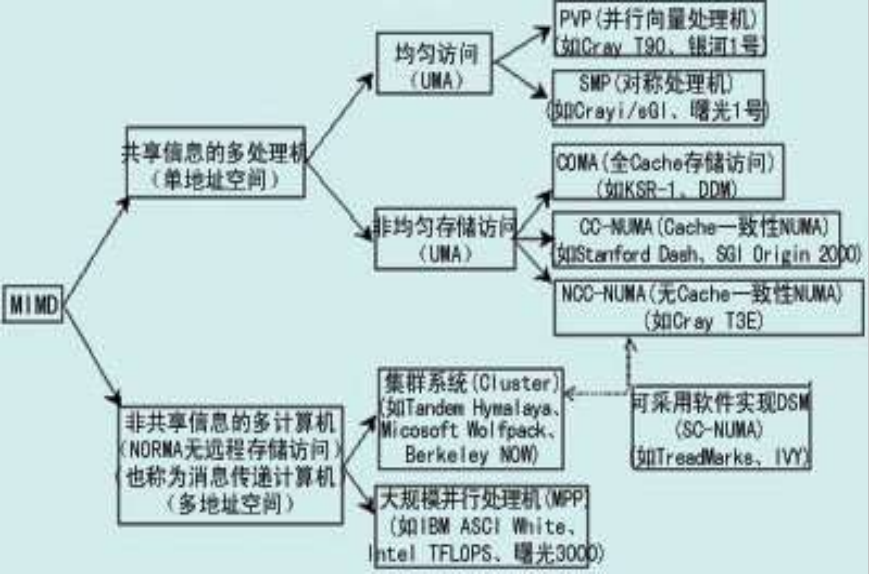 MIMD
共享信息的多处理机
(单地址空间)
均匀访问
(UMA)
PVP(并行向量处理机)
(如Cray T90、银河1号)
SMP(对称处理机)
(如Crayi/sGI、曙光1号)
非均匀存储访问
(UMA)
COMA(全Cache存储访问)
(如KSR-1、DDM)
CC-NUMA(Cache一致性NUMA)
(如Stanford Dash、SGI Origin 2000)
NCC-NUMA(无Cache一致性NUMA)
(如Cray T3E)
非共享信息的多计算机
(NORMA无远程存储访问)
(也称为消息传递计算机
(多地址空间)
集群系统(Cluster)
(如Tandem Hymalaya、
Micosoft Wolfpack、
Berkeley NOW)
可采用软件实现DSM
(SC-NUMA)
(如TreadMarks、IVY)
大规模并行处理机(MPP)
(如IBM ASCI White、
Intel TFLOPS、曙光3000)